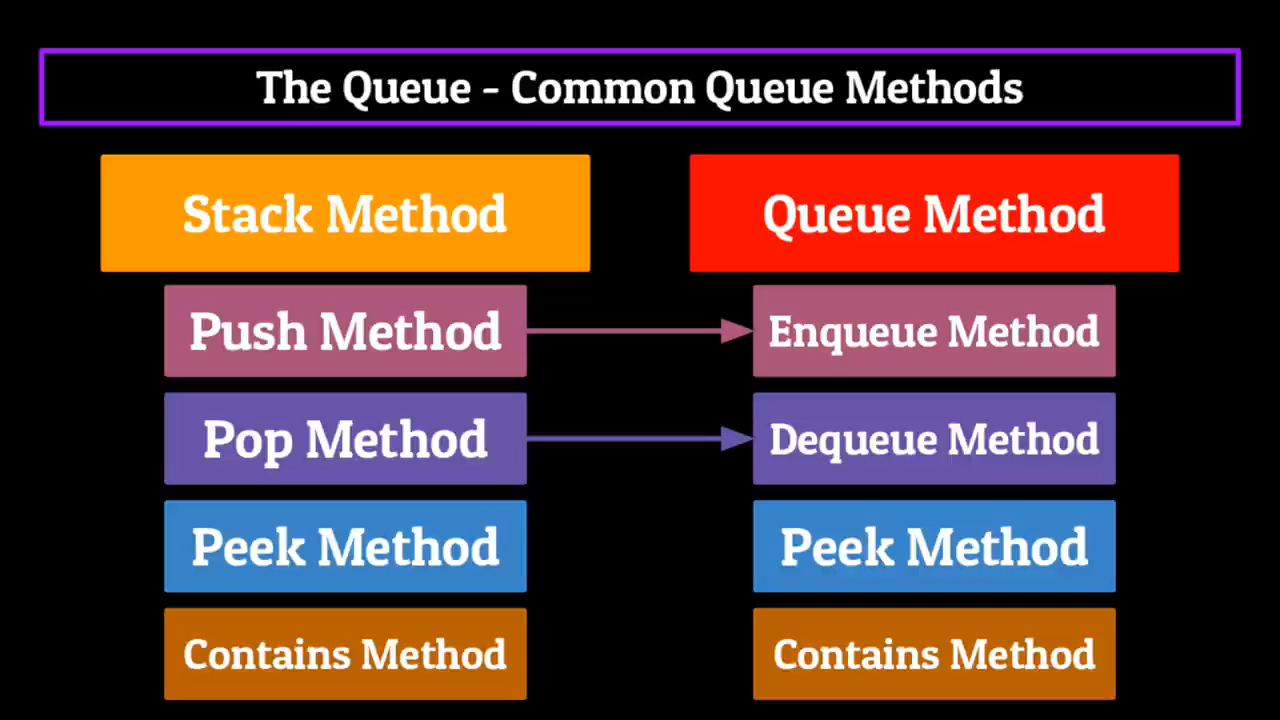 The Queue - Common Queue Methods
Stack Method
Queue Method
Push Method
Enqueue Method
Pop Method
Dequeue Method
Peek Method
Peek Method
Contains Method
Contains Method